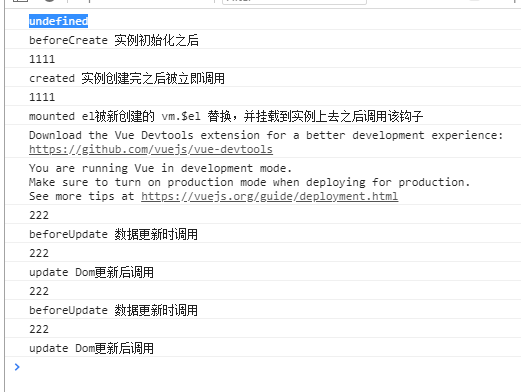 undefined
beforeCreate 实例初始化之后
1111
created 实例创建完之后被立即调用
1111
mounted el被新创建的 vm.$el 替换，并挂载到实例上去之后调用该钩子
Download the Vue Devtools extension for a better development experience:
https://github.com/vuejs/vue-devtools
You are running Vue in development mode.
Make sure to turn on production mode when deploying for production.
See more tips at https://vuejs.org/guide/deployment.html
222
beforeUpdate 数据更新时调用
222
update Dom更新后调用
222
beforeUpdate 数据更新时调用
222
update Dom更新后调用